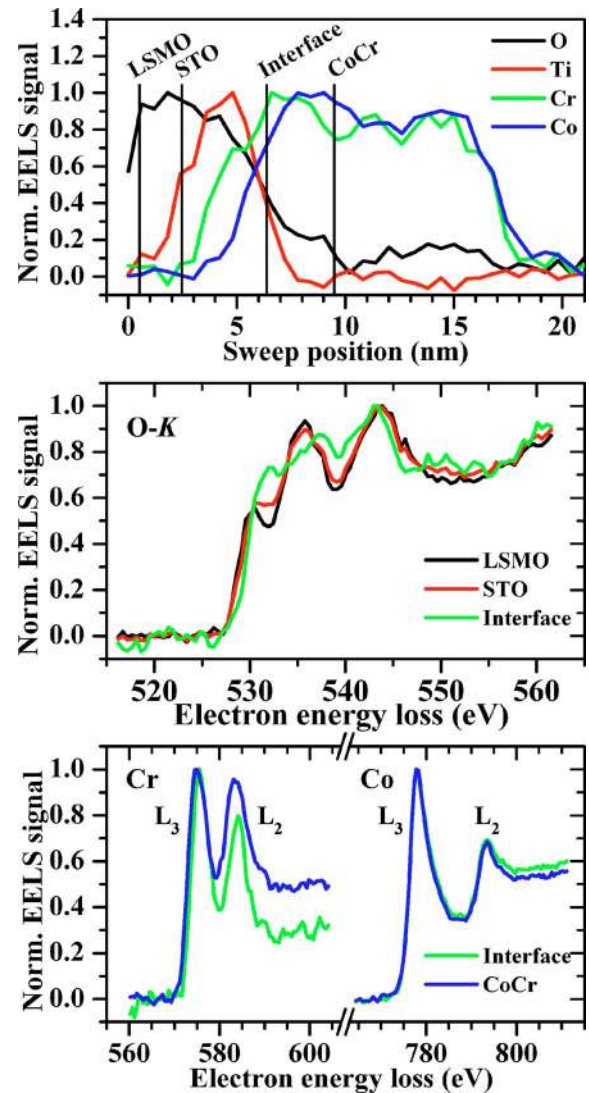 1.4
1.2
1.0
0.8
0.6
0.4
0.2
0.0
Norm. EELS signal
LSMO
STO
Interface
CoCr
O
Ti
Cr
Co
0 5 10 15 20
Sweep position (nm)
1.0
0.8
0.6
0.4
0.2
0.0
Norm. EELS signal
O-K
LSMO
STO
Interface
520 530 540 550 560
Electron energy loss (eV)
1.0
0.8
0.6
0.4
0.2
0.0
Norm. EELS signal
Cr
L3
L2
Co
L3
L2
Interface
CoCr
560 580 600 780 800
Electron energy loss (eV)